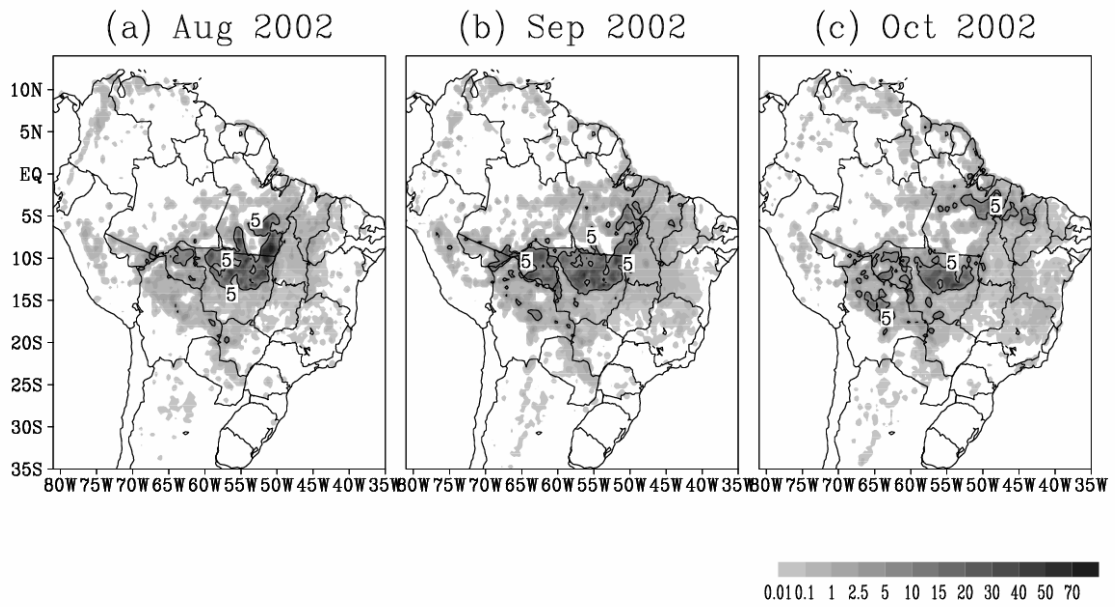 (a) Aug 2002 (b) Sep 2002 (c) Oct 2002
10N
5N
EQ
5S
10S
15S
20S
25S
30S
35S
5
5
5
5
5
5
5
5
5
80W 75W 70W 65W 60W 55W 50W 45W 40W 35W
80W 75W 70W 65W 60W 55W 50W 45W 40W 35W
80W 75W 70W 65W 60W 55W 50W 45W 40W 35W
0.01 0.1 1 2.5 5 10 15 20 30 40 50 70